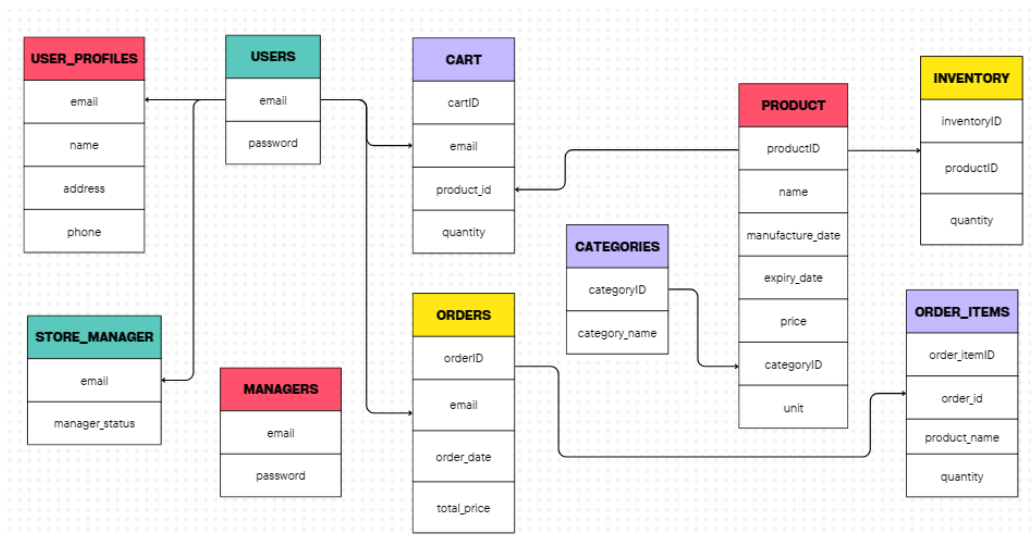 USER_PROFILES
email
name
address
phone
USERS
email
password
CART
cartID
email
product_id
quantity
PRODUCT
productID
name
manufacture_date
expiry_date
price
categoryID
unit
INVENTORY
inventoryID
productID
quantity
CATEGORIES
categoryID
category_name
STORE_MANAGER
email
manager_status
MANAGERS
email
password
ORDERS
orderID
email
order_date
total_price
ORDER_ITEMS
order_itemID
order_id
product_name
quantity